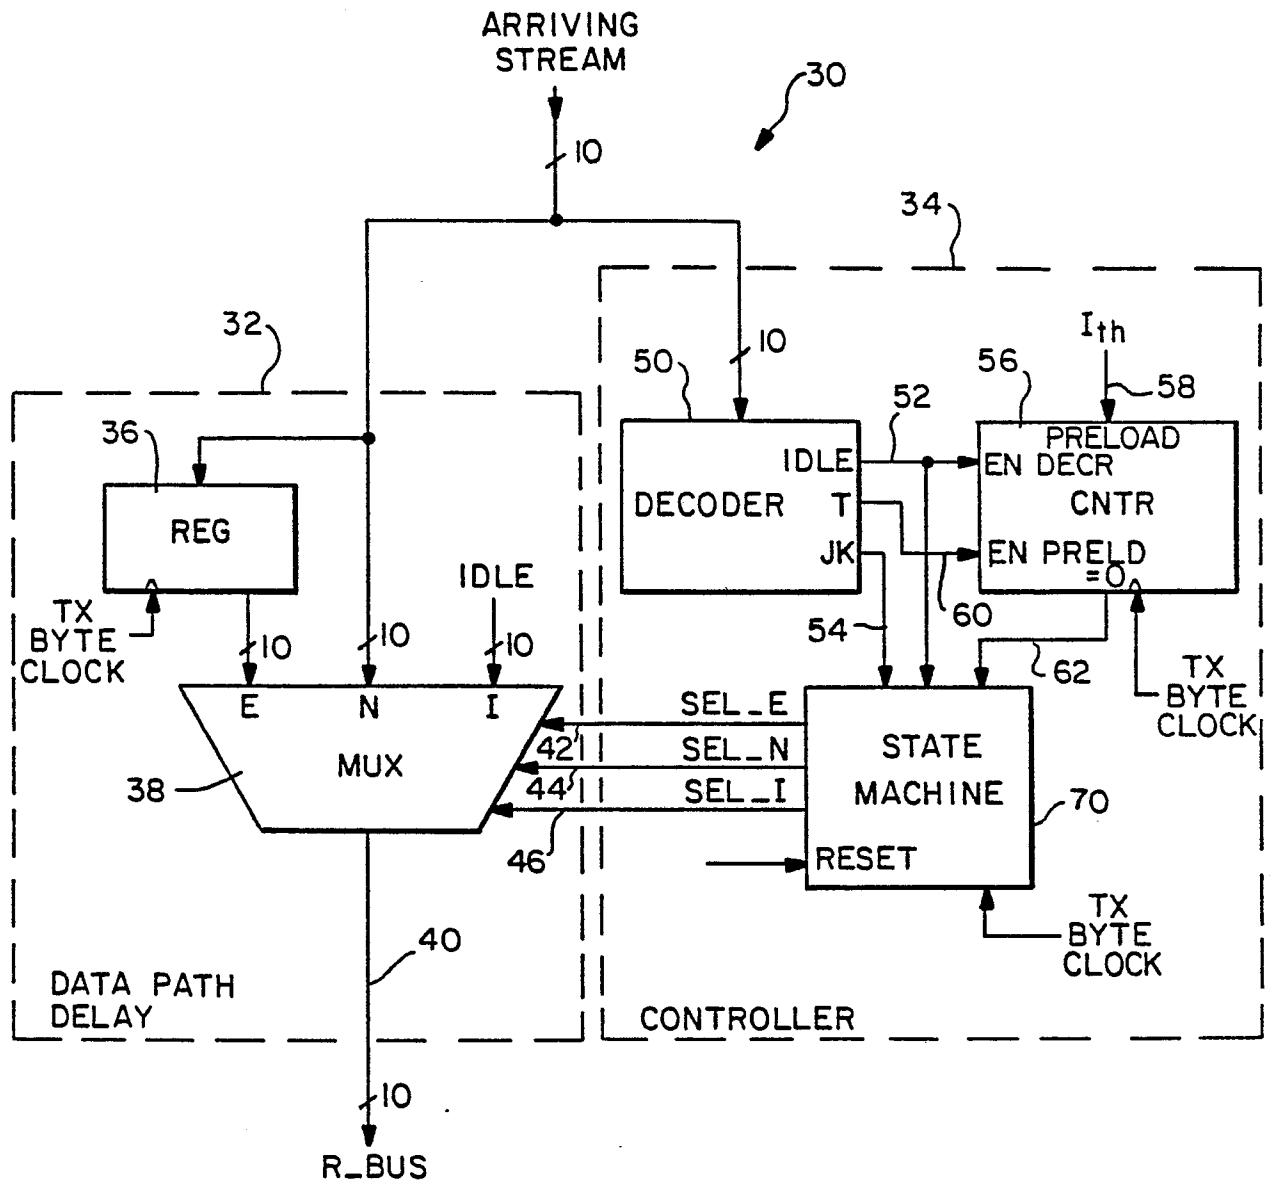 ARRIVING
STREAM
30
10
34
32
10
I th
50
56
58
36
52
PRELOAD
IDLE
EN DECR
REG
DECODER
T
CNTR
JK
EN PRELD
=0
IDLE
TX
BYTE
CLOCK
10
10
10
54
60
62
TX
BYTE
CLOCK
E
N
I
SEL_E
42
STATE
MACHINE
MUX
SEL_N
44
38
SEL_I
46
70
RESET
TX
BYTE
CLOCK
40
DATA PATH
DELAY
CONTROLLER
10
R_BUS